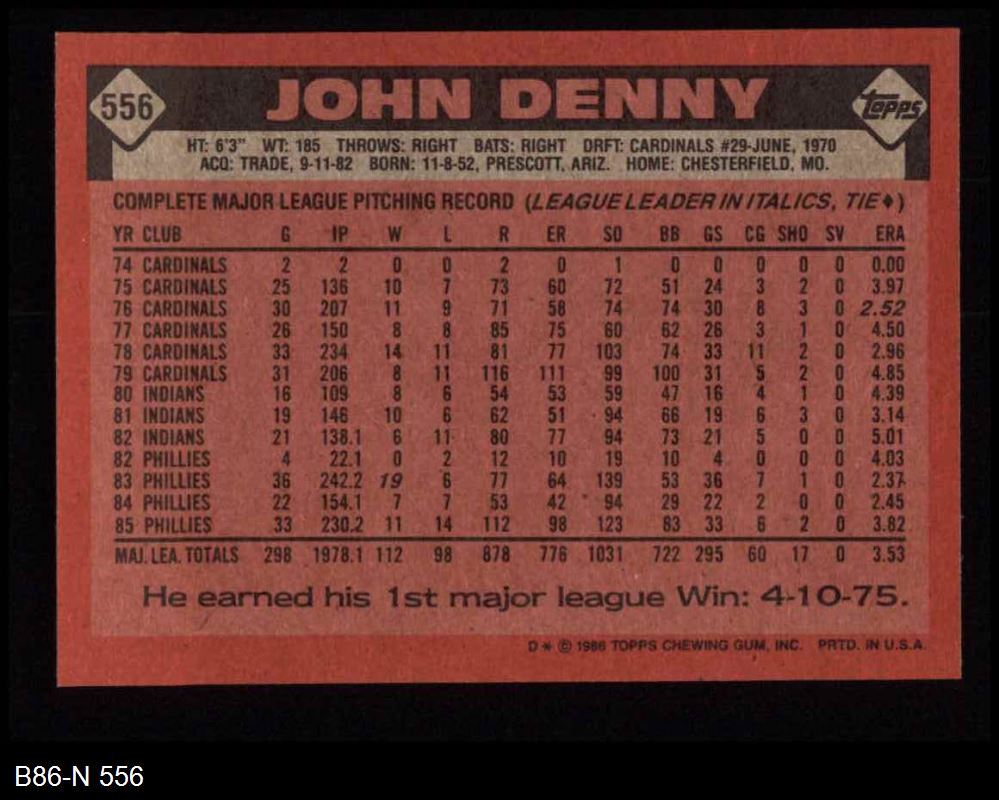 556 JOHN DENNY Topps
HT: 6'3" WT: 185 THROWS: RIGHT BATS: RIGHT DRFT: CARDINALS #29-JUNE, 1970
ACQ: TRADE, 9-11-82 BORN: 11-8-52, PRESCOTT, ARIZ. HOME: CHESTERFIELD, MO.
COMPLETE MAJOR LEAGUE PITCHING RECORD (LEAGUE LEADER IN ITALICS, TIE♦)
YR CLUB G IP W L R ER SO BB GS CG SHO SV ERA
74 CARDINALS 2 2 0 0 2 0 1 0 0 0 0 0 0.00
75 CARDINALS 25 136 10 7 73 60 72 51 24 3 2 0 3.97
76 CARDINALS 30 207 11 9 71 58 74 74 30 8 3 0 2.52
77 CARDINALS 26 150 8 8 85 75 60 62 26 3 1 0 4.50
78 CARDINALS 33 234 14 11 81 77 103 74 33 11 2 0 2.96
79 CARDINALS 31 206 8 11 116 111 99 100 31 5 2 0 4.85
80 INDIANS 16 109 8 6 54 53 59 47 16 4 1 0 4.39
81 INDIANS 19 146 10 6 62 51 94 66 19 6 3 0 3.14
82 INDIANS 21 138.1 6 11 80 77 94 73 21 5 0 0 5.01
82 PHILLIES 4 22.1 0 2 12 10 19 10 4 0 0 0 4.03
83 PHILLIES 36 242.2 19 6 77 64 139 53 36 7 1 0 2.37
84 PHILLIES 22 154.1 7 7 53 42 94 29 22 2 0 0 2.45
85 PHILLIES 33 230.2 11 14 112 98 123 83 33 6 2 0 3.82
MAJ. LEA. TOTALS 298 1978.1 112 98 878 776 1031 722 295 60 17 0 3.53
He earned his 1st major league Win: 4-10-75.
D* © 1986 TOPPS CHEWING GUM, INC. PRTD. IN U.S.A.
B86-N 556